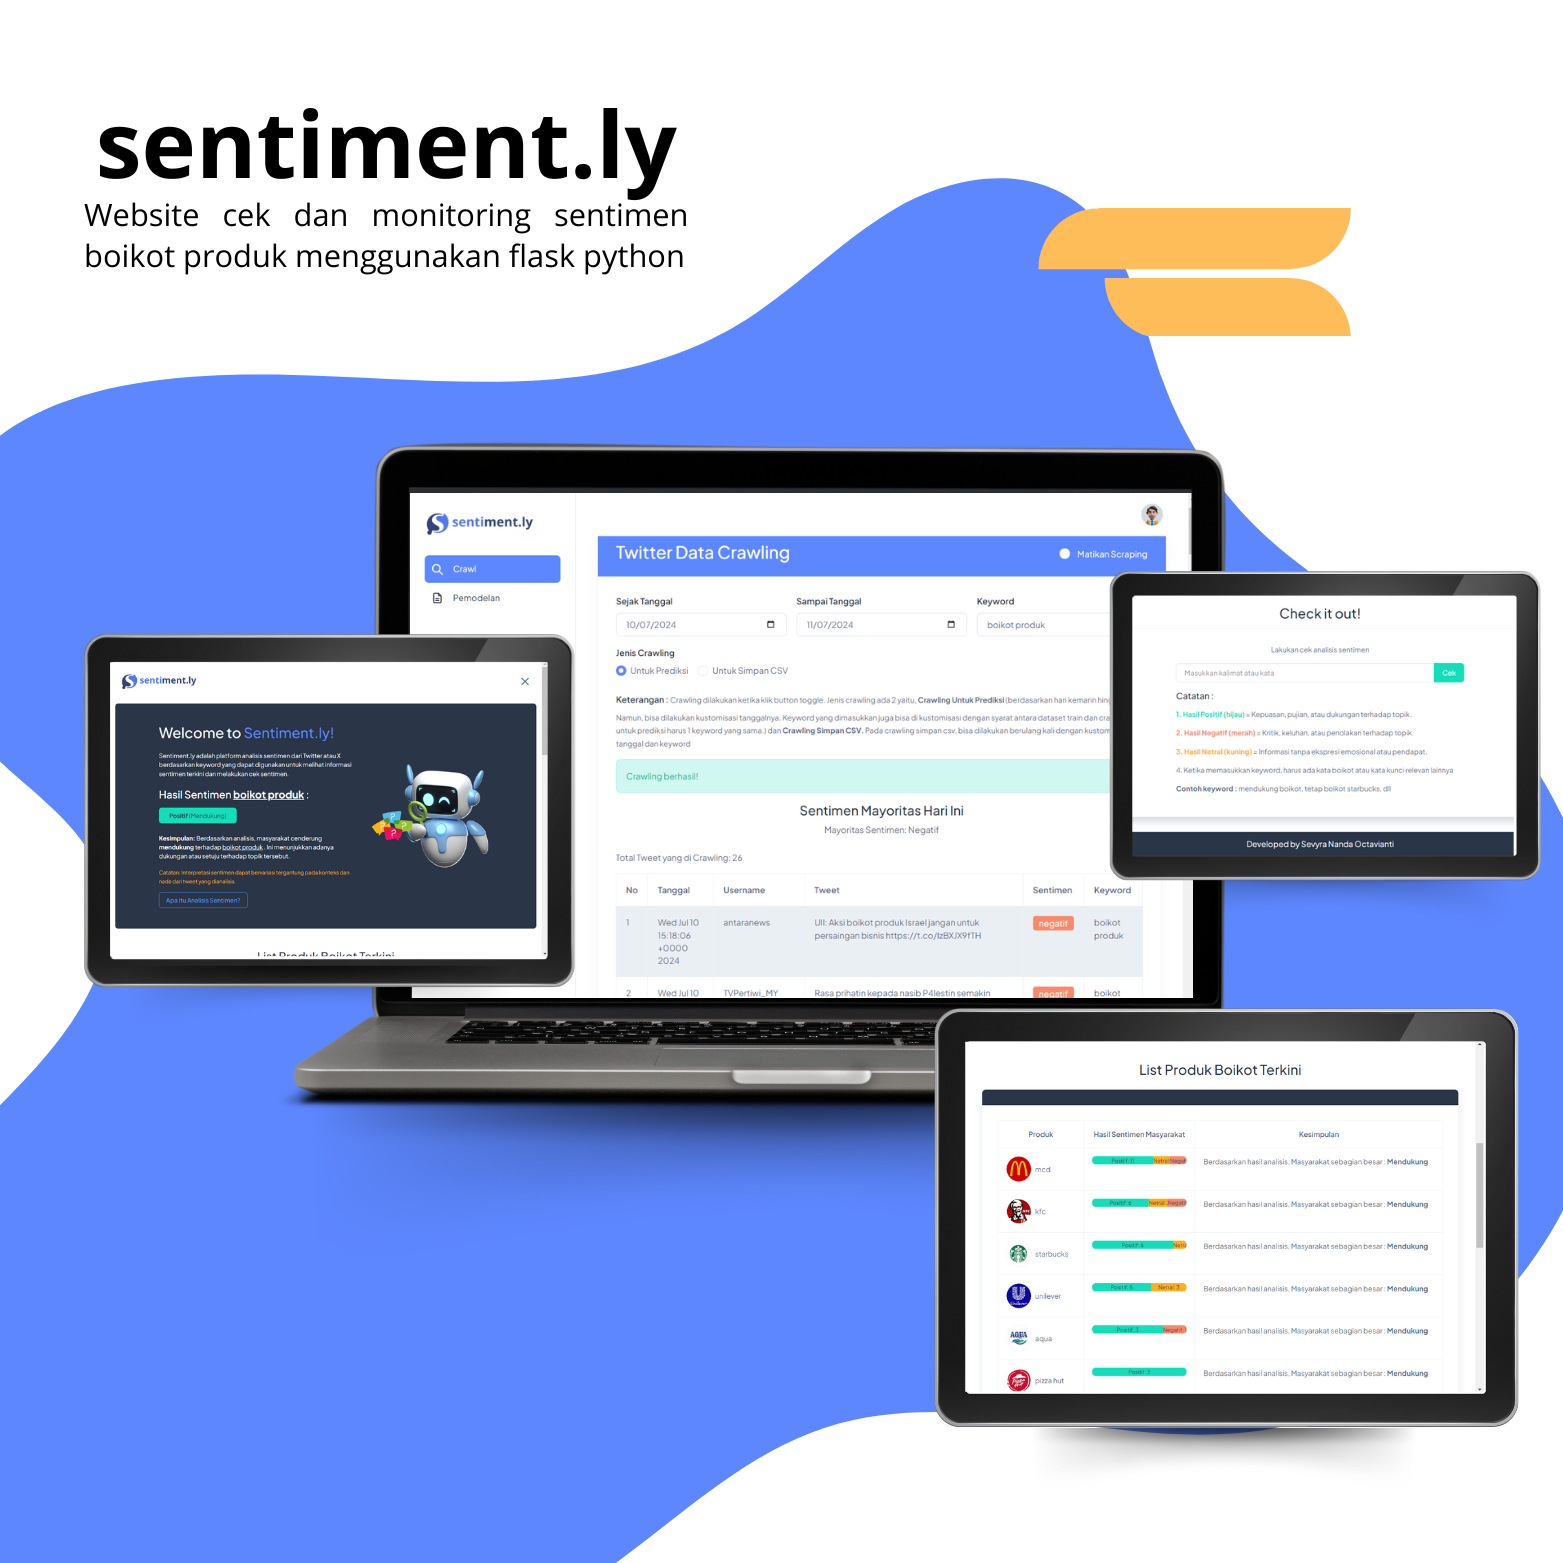 sentiment.ly
Website cek dan monitoring sentimen
boikot produk menggunakan flask python
sentiment.ly
Crawl
Pemodelan
Twitter Data Crawling
Matikan Scraping
Sejak Tanggal
Sampai Tanggal
Keyword
10/07/2024
11/07/2024
boikot produk
Jenis Crawling
Untuk Prediksi
Untuk Simpan CSV
Keterangan : Crawling dilakukan ketika klik button toggle. Jenis crawling ada 2 yaitu, Crawling Untuk Prediksi (berdasarkan hari kemarin
Namun, bisa dilakukan kustomisasi tanggalnya. Keyword yang dimasukkan juga bisa di kustomisasi dengan syarat antara dataset train dan
untuk prediksi harus 1 keyword yang sama.) dan Crawling Simpan CSV. Pada crawling simpan csv, bisa dilakukan berulang kali dengan
tanggal dan keyword
Crawling berhasil!
Sentimen Mayoritas Hari Ini
Mayoritas Sentimen: Negatif
Total Tweet yang di Crawling: 26
No Tanggal Username Tweet Sentimen Keyword
1 Wed Jul 10 antaranews UII: Aksi boikot produk Israel jangan untuk negatif boikot
15:18:06 persaingan bisnis https://t.co/IzBXJX9fTH produk
+0000
2024
2 Wed Jul 10 TVPertiwi_MY Rasa prihatin kepada nasib P4lestin semakin negatif boikot
sentiment.ly
Welcome to Sentiment.ly!
Sentiment.ly adalah platform analisis sentimen dari Twitter atau X
berdasarkan keyword yang dapat digunakan untuk melihat informasi
sentimen terkini dan melakukan cek sentimen.
Hasil Sentimen boikot produk :
Positif (Mendukung)
Kesimpulan: Berdasarkan analisis, masyarakat cenderung
mendukung terhadap boikot produk . Ini menunjukkan adanya
dukungan atau setuju terhadap topik tersebut.
Catatan: Interpretasi sentimen dapat bervariasi tergantung pada konteks dan
nada dari tweet yang dianalisis.
Apa itu Analisis Sentimen?
List Produk Boikot Terkini
Check it out!
Lakukan cek analisis sentimen
Masukkan kalimat atau kata
Cek
Catatan :
1. Hasil Positif (hijau) = Kepuasan, pujian, atau dukungan terhadap topik.
2. Hasil Negatif (merah) = Kritik, keluhan, atau penolakan terhadap topik.
3. Hasil Netral (kuning) = Informasi tanpa ekspresi emosional atau pendapat.
4. Ketika memasukkan keyword, harus ada kata boikot atau kata kunci relevan lainnya
Contoh keyword : mendukung boikot, tetap boikot starbucks, dll
Developed by Sevyra Nanda Octavianti
List Produk Boikot Terkini
Produk Hasil Sentimen Masyarakat Kesimpulan
mcd Positif: 11 Berdasarkan hasil analisis, Masyarakat sebagian besar : Mendukung
kfc Positif: 6 Berdasarkan hasil analisis, Masyarakat sebagian besar : Mendukung
starbucks Berdasarkan hasil analisis, Masyarakat sebagian besar : Mendukung
unilever Positif: 5 Netral: 3 Berdasarkan hasil analisis, Masyarakat sebagian besar : Mendukung
AQUA aqua Berdasarkan hasil analisis, Masyarakat sebagian besar : Mendukung
pizza hut Berdasarkan hasil analisis, Masyarakat sebagian besar : Mendukung